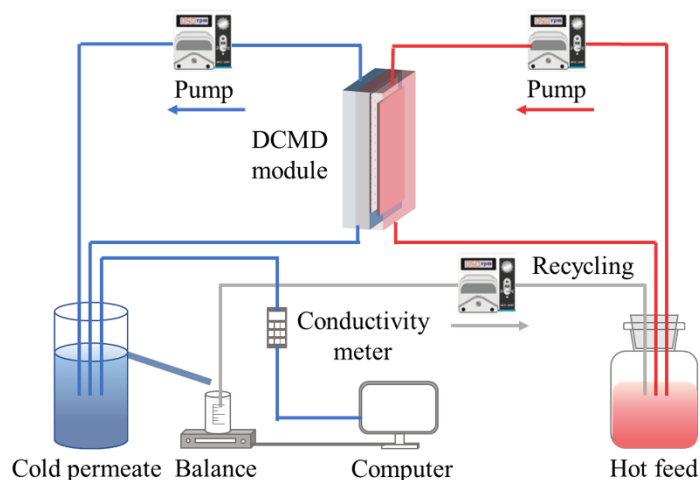 Pump
Pump
DCMD
module
Recycling
Conductivity
meter
Cold permeate
Balance
Computer
Hot feed